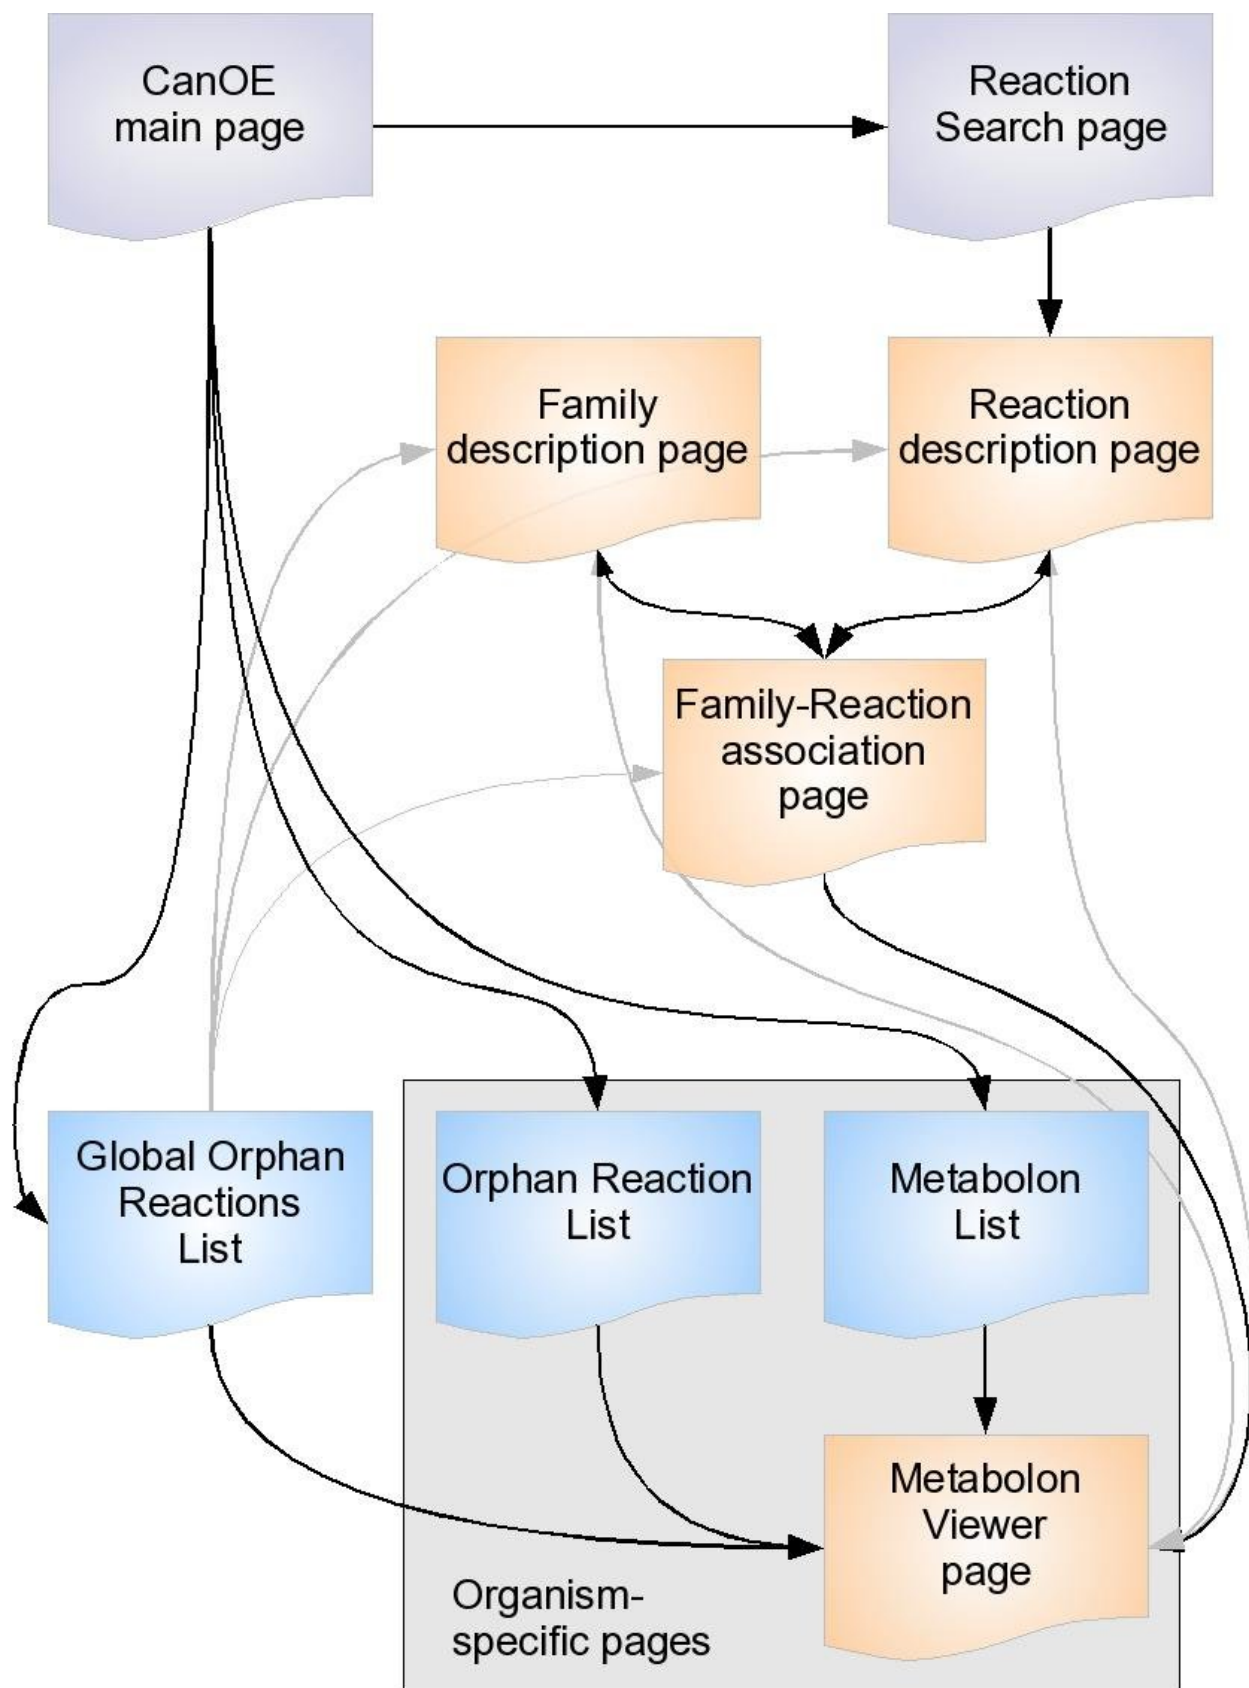 CanOE
main page
Reaction
Search page
Family
description page
Reaction
description page
Family-Reaction
association
page
Global Orphan
Reactions
List
Orphan Reaction
List
Metabolon
List
Metabolon
Viewer
page
Organism-
specific pages